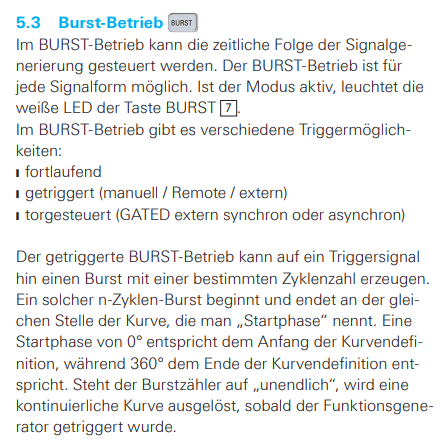 5.3 Burst-Betrieb BURST
Im BURST-Betrieb kann die zeitliche Folge der Signalge-
nerierung gesteuert werden. Der BURST-Betrieb ist für
jede Signalform möglich. Ist der Modus aktiv, leuchtet die
weiße LED der Taste BURST 7.
Im BURST-Betrieb gibt es verschiedene Triggermöglich-
keiten:
ı fortlaufend
ı getriggert (manuell / Remote / extern)
ı torgesteuert (GATED extern synchron oder asynchron)
Der getriggerte BURST-Betrieb kann auf ein Triggersignal
hin einen Burst mit einer bestimmten Zyklenzahl erzeugen.
Ein solcher n-Zyklen-Burst beginnt und endet an der glei-
chen Stelle der Kurve, die man „Startphase“ nennt. Eine
Startphase von 0° entspricht dem Anfang der Kurvendefi-
nition, während 360° dem Ende der Kurvendefinition ent-
spricht. Steht der Burstzähler auf „unendlich“, wird eine
kontinuierliche Kurve ausgelöst, sobald der Funktionsgene-
rator getriggert wurde.